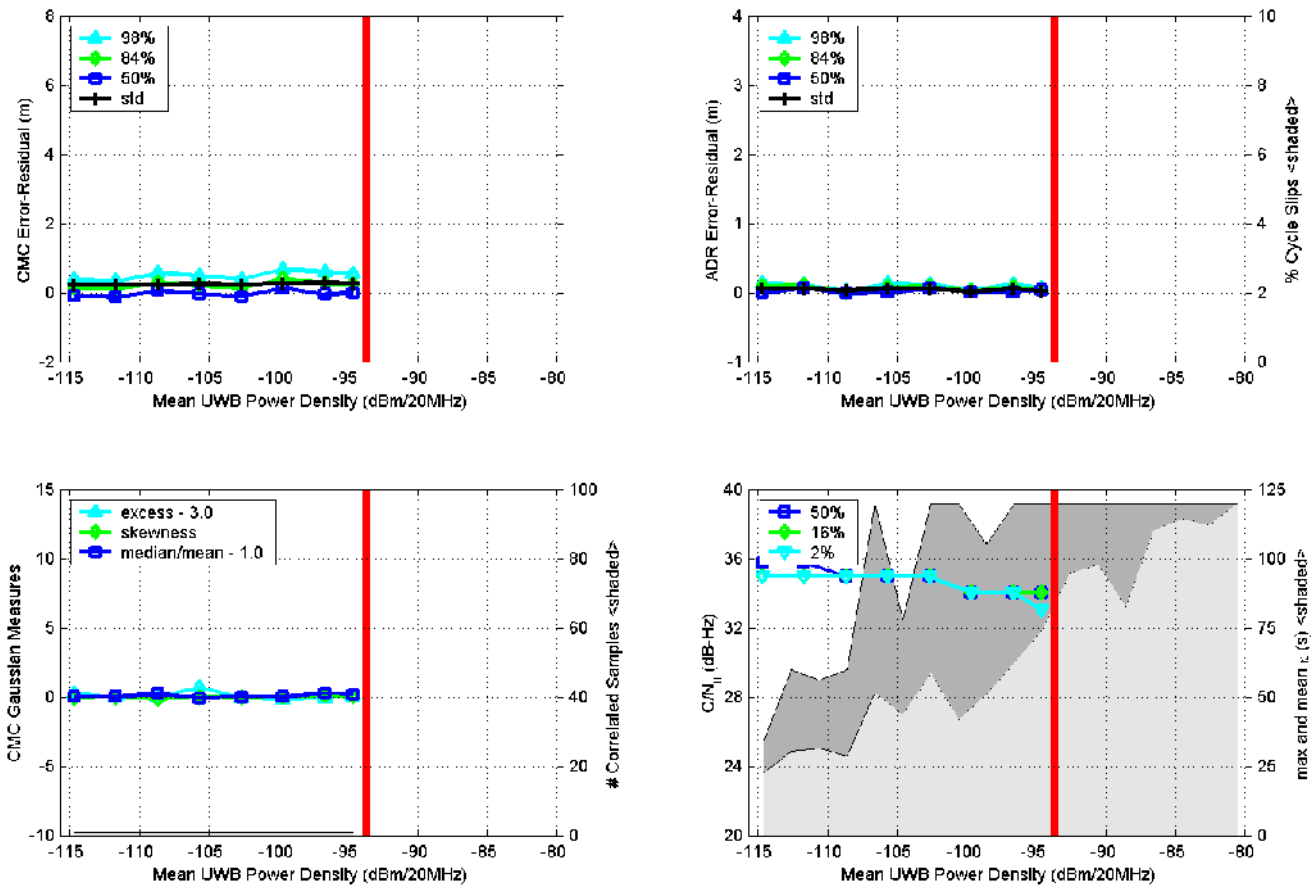 8
6
4
2
0
-2
CMC Error-Residual (m)
98%
84%
50%
std
-115 -110 -105 -100 -95 -90 -85 -80
Mean UWB Power Density (dBm/20MHz)
4
3
2
1
0
-1
ADR Error-Residual (m)
98%
84%
50%
std
10
8
6
4
2
0
% Cycle Slips <shaded>
-115 -110 -105 -100 -95 -90 -85 -80
Mean UWB Power Density (dBm/20MHz)
15
10
5
0
-5
-10
CMC Gaussian Measures
excess - 3.0
skewness
median/mean - 1.0
100
80
60
40
20
0
# Correlated Samples <shaded>
-115 -110 -105 -100 -95 -90 -85 -80
Mean UWB Power Density (dBm/20MHz)
40
36
32
28
24
20
(dB-Hz)
50%
16%
2%
125
100
75
50
25
0
max and mean (s) <shaded>
-115 -110 -105 -100 -95 -90 -85 -80
Mean UWB Power Density (dBm/20MHz)